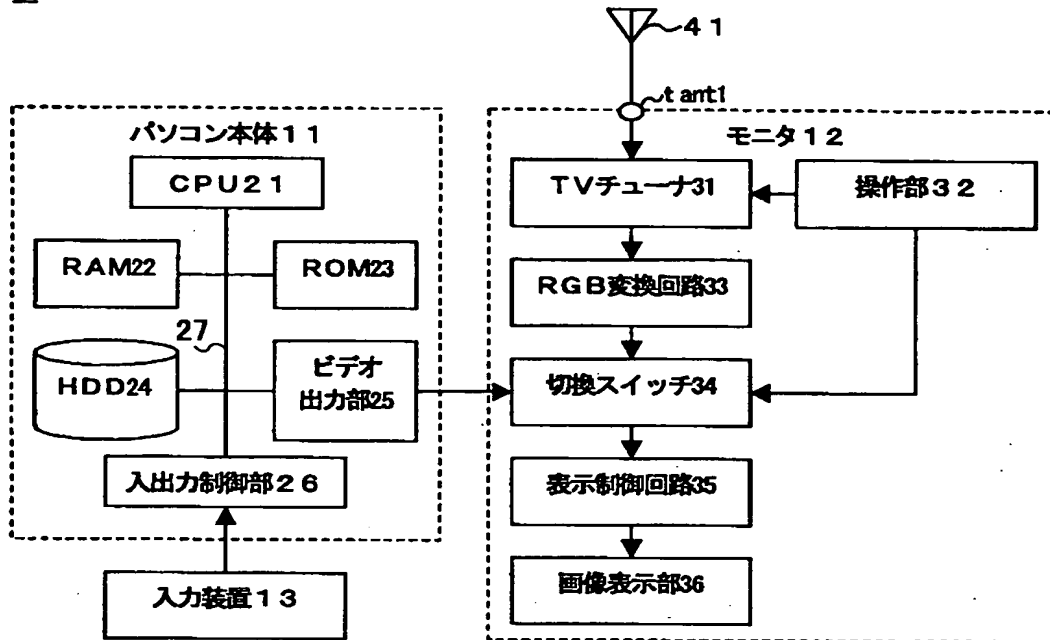 41
t ant1
パソコン本体11
CPU21
RAM22
ROM23
27
HDD24
ビデオ
出力部25
入出力制御部26
入力装置13
モニタ12
TVチューナ31
操作部32
RGB変換回路33
切換スイッチ34
表示制御回路35
画像表示部36